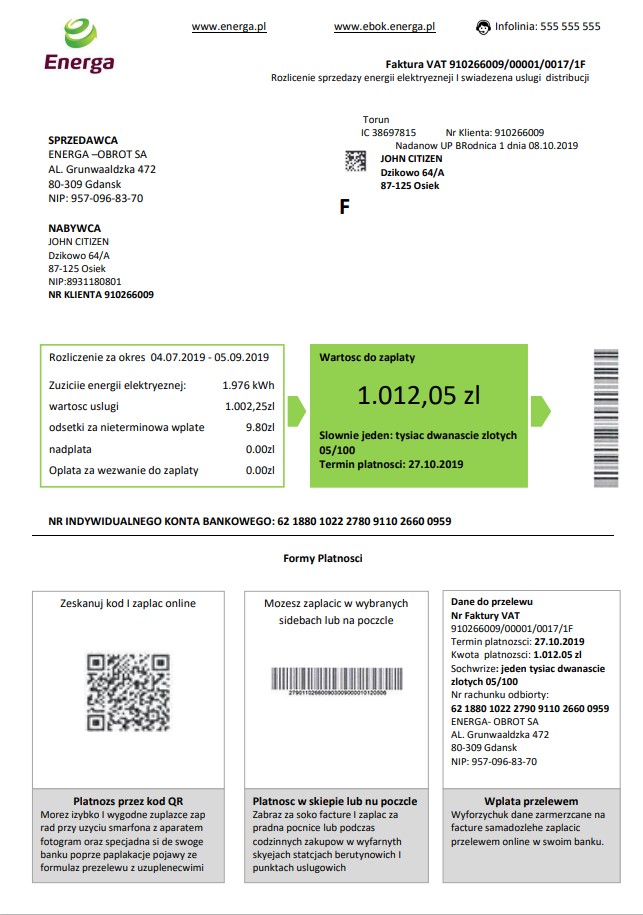 www.energa.pl
www.ebok.energa.pl
Infolinia: 555 555 555
Energa
Faktura VAT 910266009/00001/0017/1F
Rozlicenie sprzedazy energii elektryezneji I swiadezena uslugi distribucji
Torun
IC 38697815 Nr Klienta: 910266009
Nadanow UP BRodnica 1 dnia 08.10.2019
JOHN CITIZEN
Dzikowo 64/A
87-125 Osiek
F
SPRZEDAWCA
ENERGA –OBROT SA
AL. Grunwaaldzka 472
80-309 Gdansk
NIP: 957-096-83-70
NABYWCA
JOHN CITIZEN
Dzikowo 64/A
87-125 Osiek
NIP:8931180801
NR KLIENTA 910266009
Rozliczenie za okres 04.07.2019 - 05.09.2019
Zuziciie energii elektryeznej: 1.976 kWh
wartosc uslugi 1.002,25zl
odsetki za nieterminowa wplate 9.80zl
nadplata 0.00zl
Oplata za wezwanie do zaplaty 0.00zl
Wartosc do zaplaty
1.012,05 zl
Slownie jeden: tysiac dwanascie zlotych
05/100
Termin platnosci: 27.10.2019
NR INDYWIDUALNEGO KONTA BANKOWEGO: 62 1880 1022 2780 9110 2660 0959
Formy Platnosci
Zeskanuj kod I zaplac online
Platnozs przez kod QR
Morez izybko I wygodne zuplazce zap
rad przy uzyciu smarfona z aparatem
fotogram oraz specjadna si de swoge
banku poprze paplakacje pojawy ze
formulaz prezelewu z uzuplenecwimi
Mozesz zaplacic w wybranych
sidebach lub na poczcle
279011026600903009000010120506
Platnosc w skiepie lub nu poczcle
Zabraz za soko facture I zaplac za
pradna pocnice lub podczas
codzinnych zakupow w wyfarnyth
skyejach statcjach berutynowych I
punktach uslugowich
Dane do przelewu
Nr Faktury VAT
910266009/00001/0017/1F
Termin platnozsci: 27.10.2019
Kwota platnozsci: 1.012.05 zl
Sochwrize: jeden tysiac dwanascie
zlotych 05/100
Nr rachunku odbiorty:
62 1880 1022 2790 9110 2660 0959
ENERGA- OBROT SA
AL. Grunwaaldzka 472
80-309 Gdansk
NIP: 957-096-83-70
Wplata przelewem
Wyforzychuk dane zarmerzcane na
facture samadozlehe zaplacic
przelewem online w swoim banku.